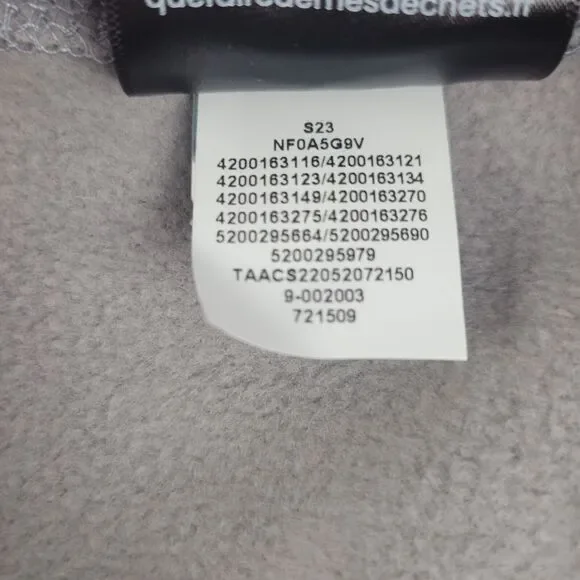 quefairedemesdechets.fr
S23
NF0A5G9V
4200163116/4200163121
4200163123/4200163134
4200163149/4200163270
4200163275/4200163276
5200295664/5200295690
5200295979
TAACS22052072150
9-002003
721509